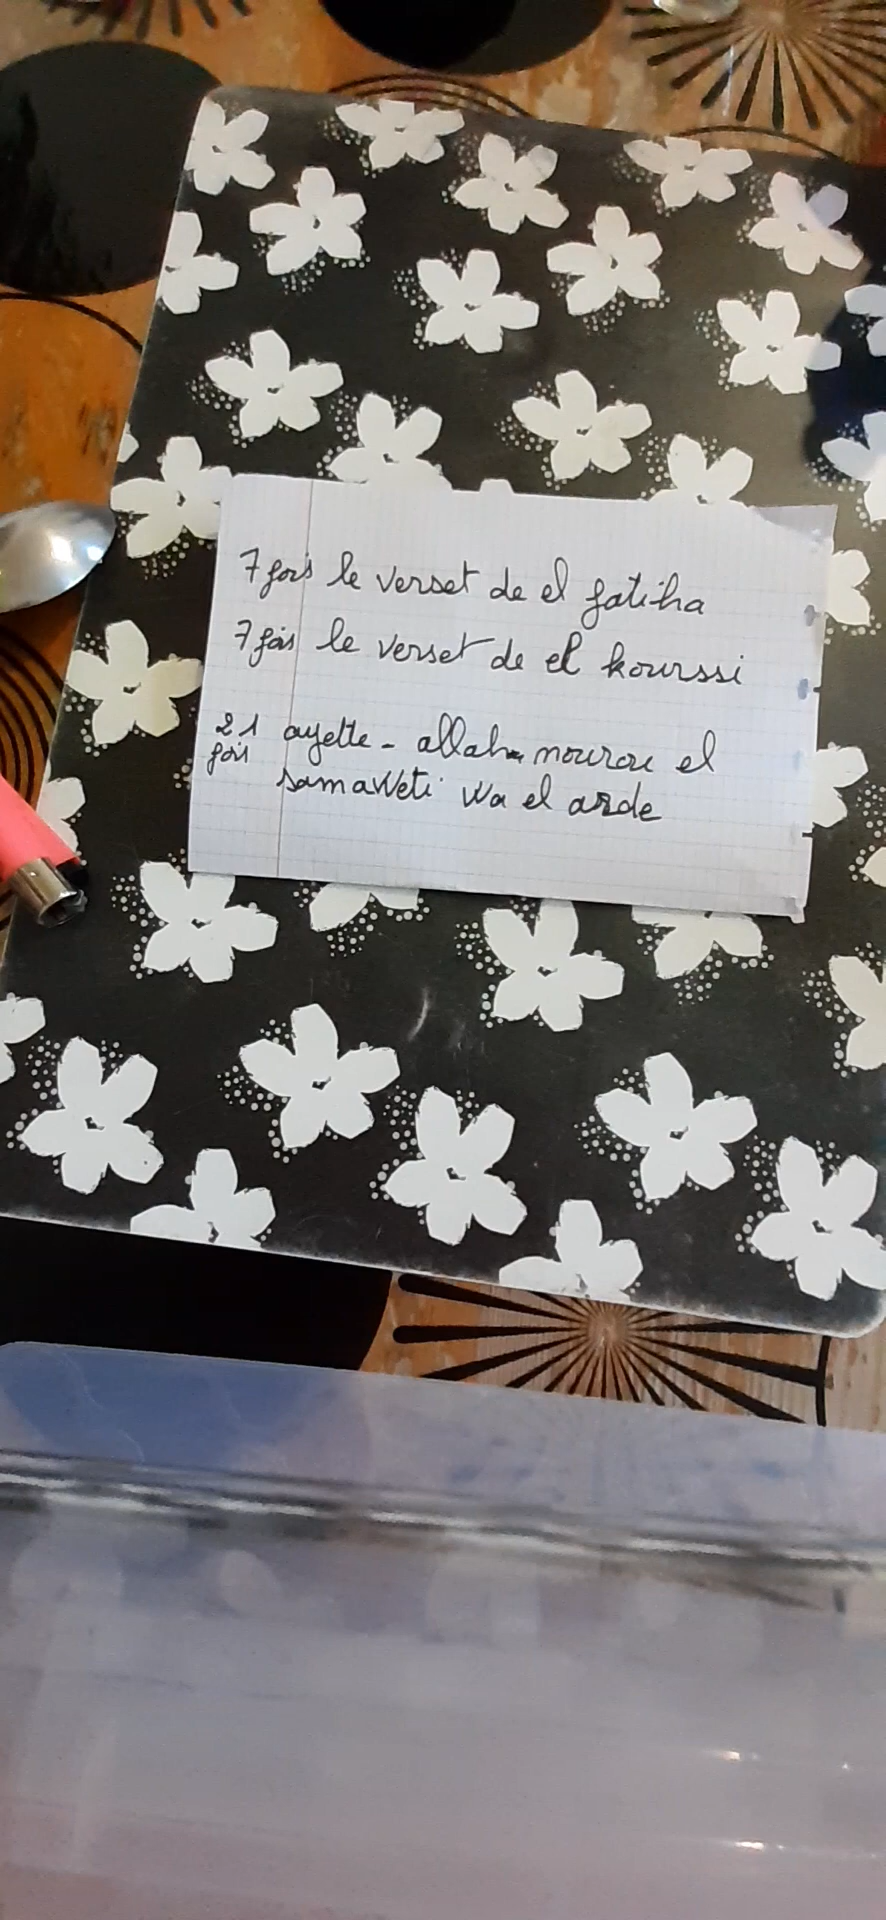 7 fois le verset de el fatiha
7 fois le verset de el kourssi
21 fois ayette - allah nourou el
samaweti wa el arde